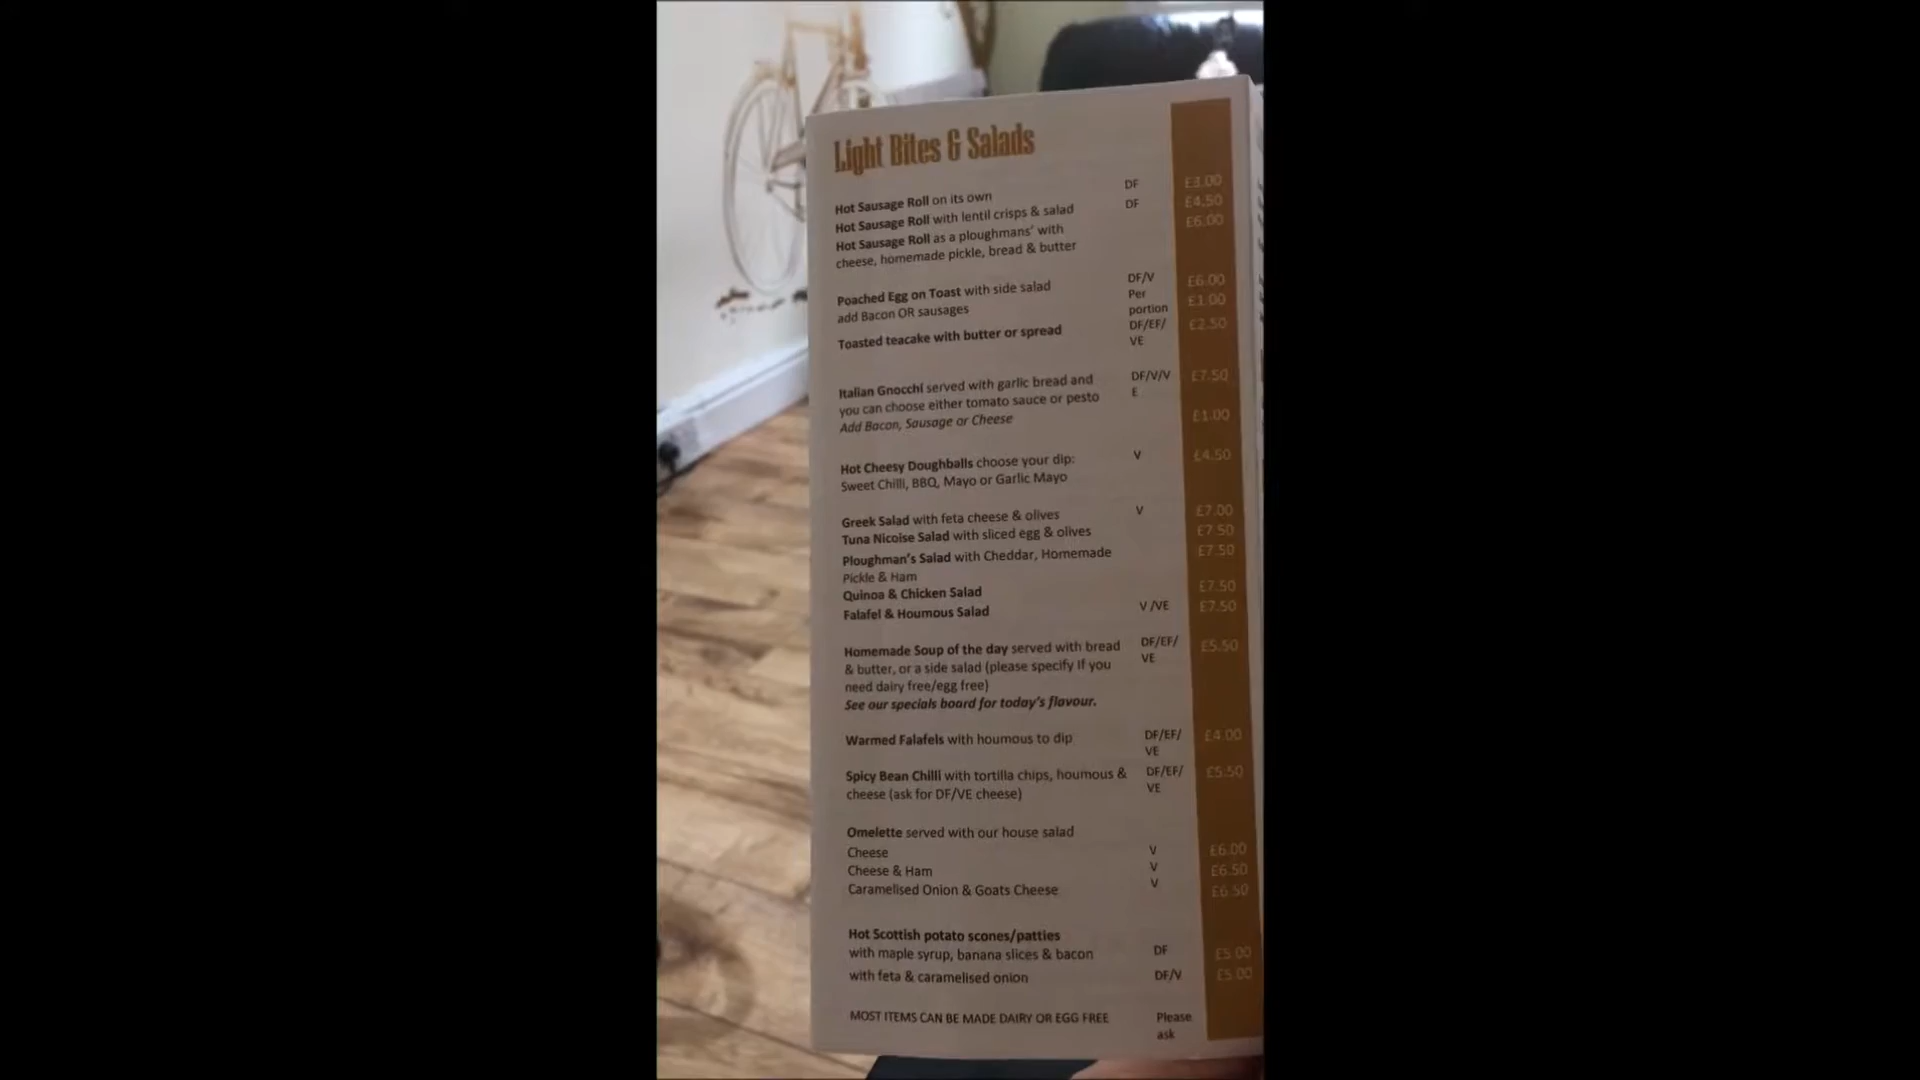 Light Bites & Salads
Hot Sausage Roll on its own DF £3.00
Hot Sausage Roll with lentil crisps & salad DF £4.50
Hot Sausage Roll as a ploughmans' with £6.00
cheese, homemade pickle, bread & butter
Poached Egg on Toast with side salad DF/V £6.00
add Bacon OR sausages Per portion £1.00
Toasted teacake with butter or spread DF/EF/ £2.50
VE
Italian Gnocchi served with garlic bread and DF/V/V £7.50
you can choose either tomato sauce or pesto E
Add Bacon, Sausage or Cheese £1.00
Hot Cheesy Doughballs choose your dip: V £4.50
Sweet Chilli, BBQ, Mayo or Garlic Mayo
Greek Salad with feta cheese & olives V £7.00
Tuna Nicoise Salad with sliced egg & olives £7.50
Ploughman's Salad with Cheddar, Homemade £7.50
Pickle & Ham
Quinoa & Chicken Salad £7.50
Falafel & Houmous Salad V /VE £7.50
Homemade Soup of the day served with bread DF/EF/ £5.50
& butter, or a side salad (please specify if you VE
need dairy free/egg free)
See our specials board for today's flavour.
Warmed Falafels with houmous to dip DF/EF/ £4.00
VE
Spicy Bean Chilli with tortilla chips, houmous & DF/EF/ £5.50
cheese (ask for DF/VE cheese) VE
Omelette served with our house salad
Cheese V £6.00
Cheese & Ham V £6.50
Caramelised Onion & Goats Cheese V £6.50
Hot Scottish potato scones/patties
with maple syrup, banana slices & bacon DF £5.00
with feta & caramelised onion DF/V £5.00
MOST ITEMS CAN BE MADE DAIRY OR EGG FREE Please
ask